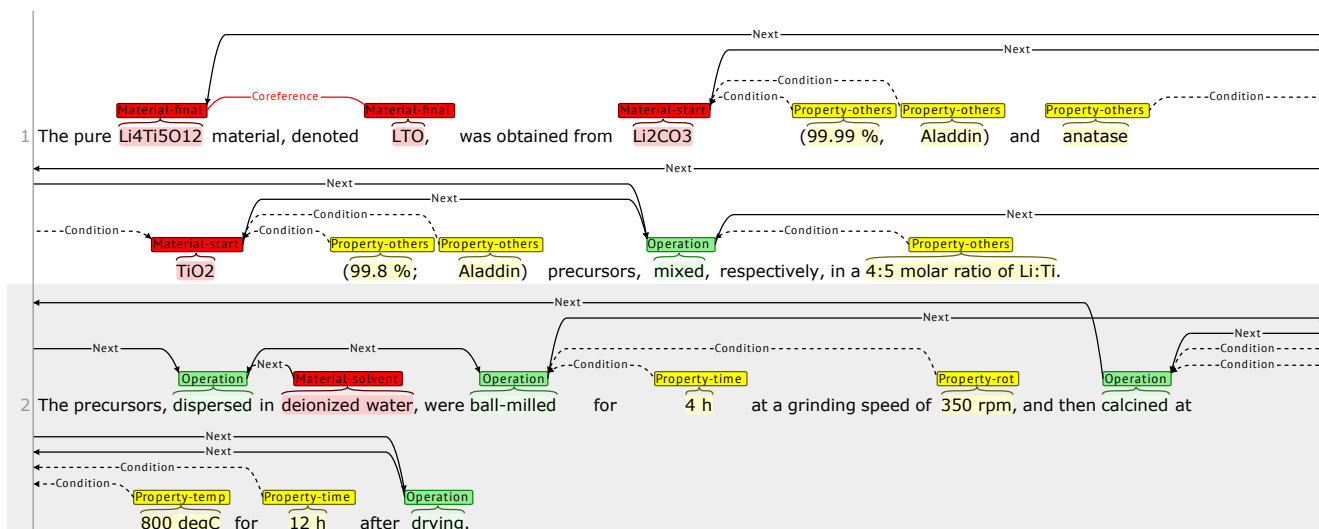 Next
Next
Condition
Coreference Condition Condition
Material-final Material-final Material-start Property-others Property-others Property-others
1 The pure Li4Ti5O12 material, denoted LTO, was obtained from Li2CO3 (99.99 %, Aladdin) and anatase
Next
Next
Next
Condition Next
Condition Condition Condition
Material-start Property-others Property-others Operation Property-others
TiO2 (99.8 %; Aladdin) precursors, mixed, respectively, in a 4:5 molar ratio of Li:Ti.
Next
Next
Next
Next Next Condition Condition
Next Condition Condition
Operation Material-solvent Operation Property-time Property-rot Operation
2 The precursors, dispersed in deionized water, were ball-milled for 4 h at a grinding speed of 350 rpm, and then calcined at
Next
Next
Condition
Condition
Property-temp Property-time Operation
800 degC for 12 h after drying.